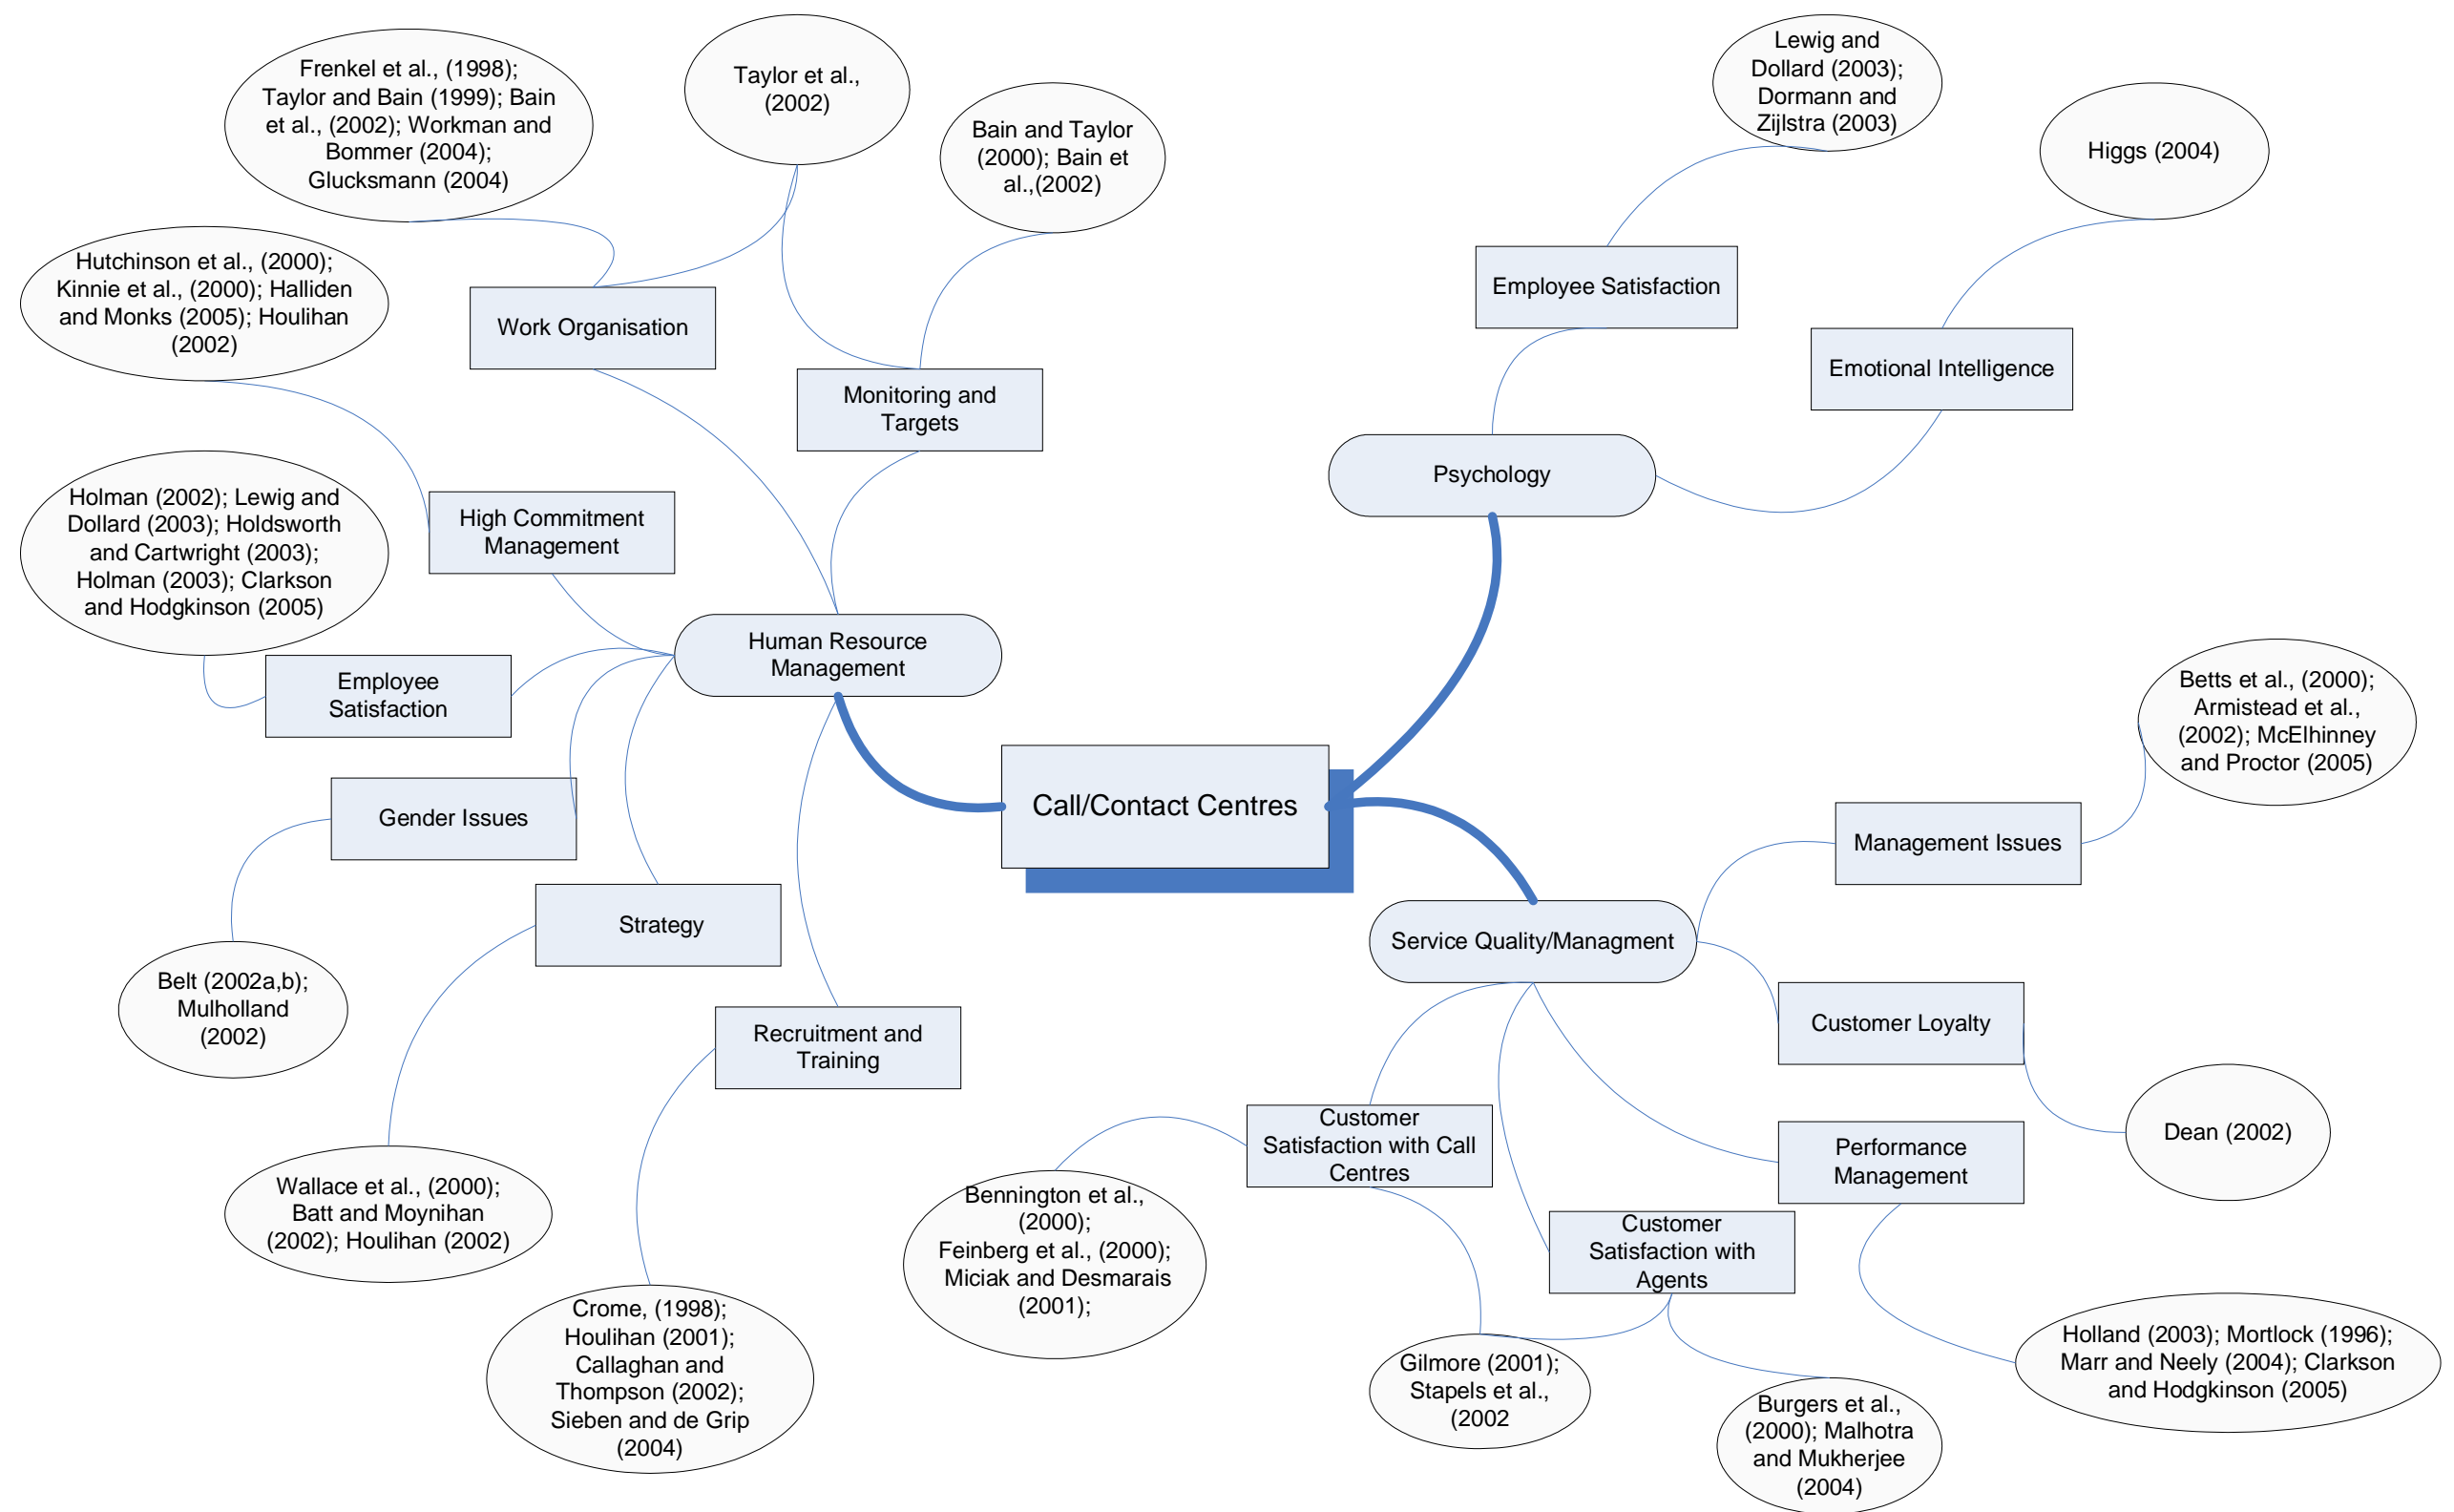 Frenkel et al., (1998);
Taylor and Bain (1999); Bain
et al., (2002); Workman and
Bommer (2004);
Glucksmann (2004)
Taylor et al.,
(2002)
Bain and Taylor
(2000); Bain et
al.,(2002)
Lewig and
Dollard (2003);
Dormann and
Zijlstra (2003)
Higgs (2004)
Hutchinson et al., (2000);
Kinnie et al., (2000); Halliden
and Monks (2005); Houlihan
(2002)
Work Organisation
Monitoring and
Targets
Employee Satisfaction
Emotional Intelligence
Holman (2002); Lewig and
Dollard (2003); Holdsworth
and Cartwright (2003);
Holman (2003); Clarkson
and Hodgkinson (2005)
High Commitment
Management
Psychology
Human Resource
Management
Employee
Satisfaction
Betts et al., (2000);
Armistead et al.,
(2002); McElhinney
and Proctor (2005)
Gender Issues
Call/Contact Centres
Management Issues
Strategy
Service Quality/Managment
Belt (2002a,b);
Mulholland
(2002)
Recruitment and
Training
Customer Loyalty
Customer
Satisfaction with Call
Centres
Performance
Management
Dean (2002)
Wallace et al., (2000);
Batt and Moynihan
(2002); Houlihan (2002)
Bennington et al.,
(2000);
Feinberg et al., (2000);
Miciak and Desmarais
(2001);
Customer
Satisfaction with
Agents
Crome, (1998);
Houlihan (2001);
Callaghan and
Thompson (2002);
Sieben and de Grip
(2004)
Gilmore (2001);
Stapels et al.,
(2002
Burgers et al.,
(2000); Malhotra
and Mukherjee
(2004)
Holland (2003); Mortlock (1996);
Marr and Neely (2004); Clarkson
and Hodgkinson (2005)